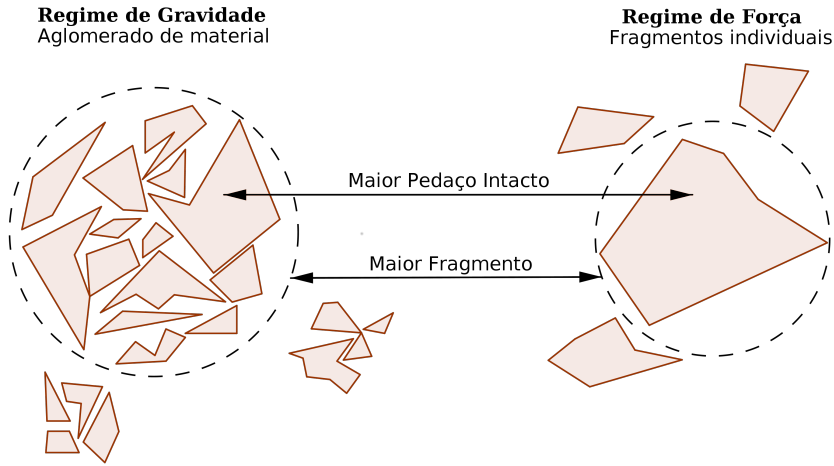 Regime de Gravidade
Aglomerado de material
Regime de Força
Fragmentos individuais
Maior Pedaço Intacto
Maior Fragmento